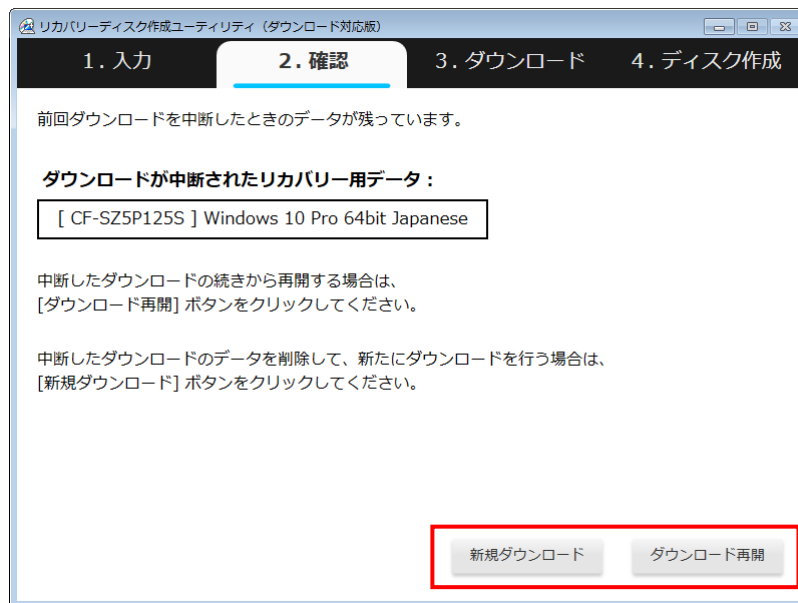 リカバリーディスク作成ユーティリティ（ダウンロード対応版）
1．入力
2．確認
3．ダウンロード
4．ディスク作成
前回ダウンロードを中断したときのデータが残っています。
ダウンロードが中断されたリカバリー用データ：
[ CF-SZ5P125S ] Windows 10 Pro 64bit Japanese
中断したダウンロードの続きから再開する場合は、
[ダウンロード再開] ボタンをクリックしてください。
中断したダウンロードのデータを削除して、新たにダウンロードを行う場合は、
[新規ダウンロード] ボタンをクリックしてください。
新規ダウンロード
ダウンロード再開